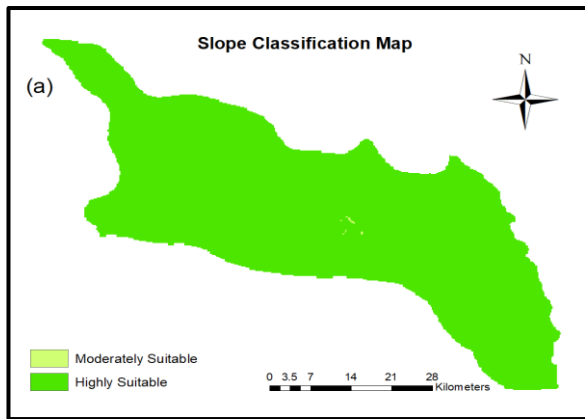 Slope Classification Map
(a)
N
Moderately Suitable
Highly Suitable
0 3.5 7 14 21 28
Kilometers